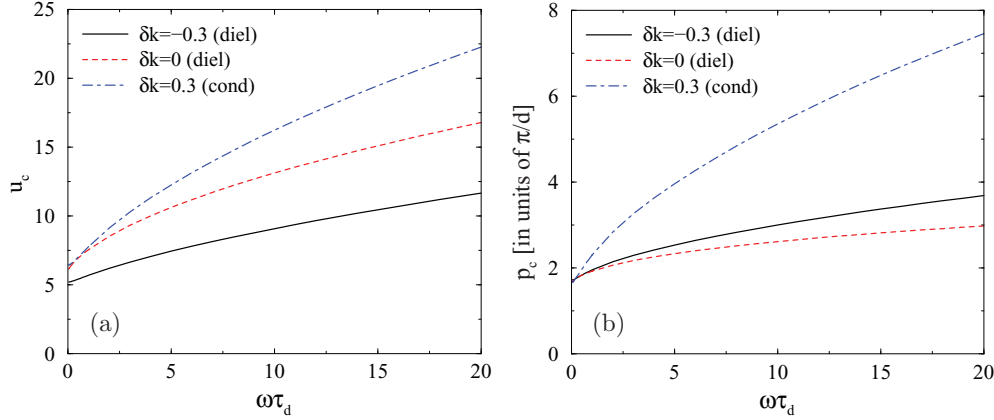 25
20
15
10
5
0
u_c
δk=−0.3 (diel)
δk=0 (diel)
δk=0.3 (cond)
(a)
0 5 10 15 20
ωτ_d
8
6
4
2
0
p_c [in units of π/d]
δk=−0.3 (diel)
δk=0 (diel)
δk=0.3 (cond)
(b)
0 5 10 15 20
ωτ_d